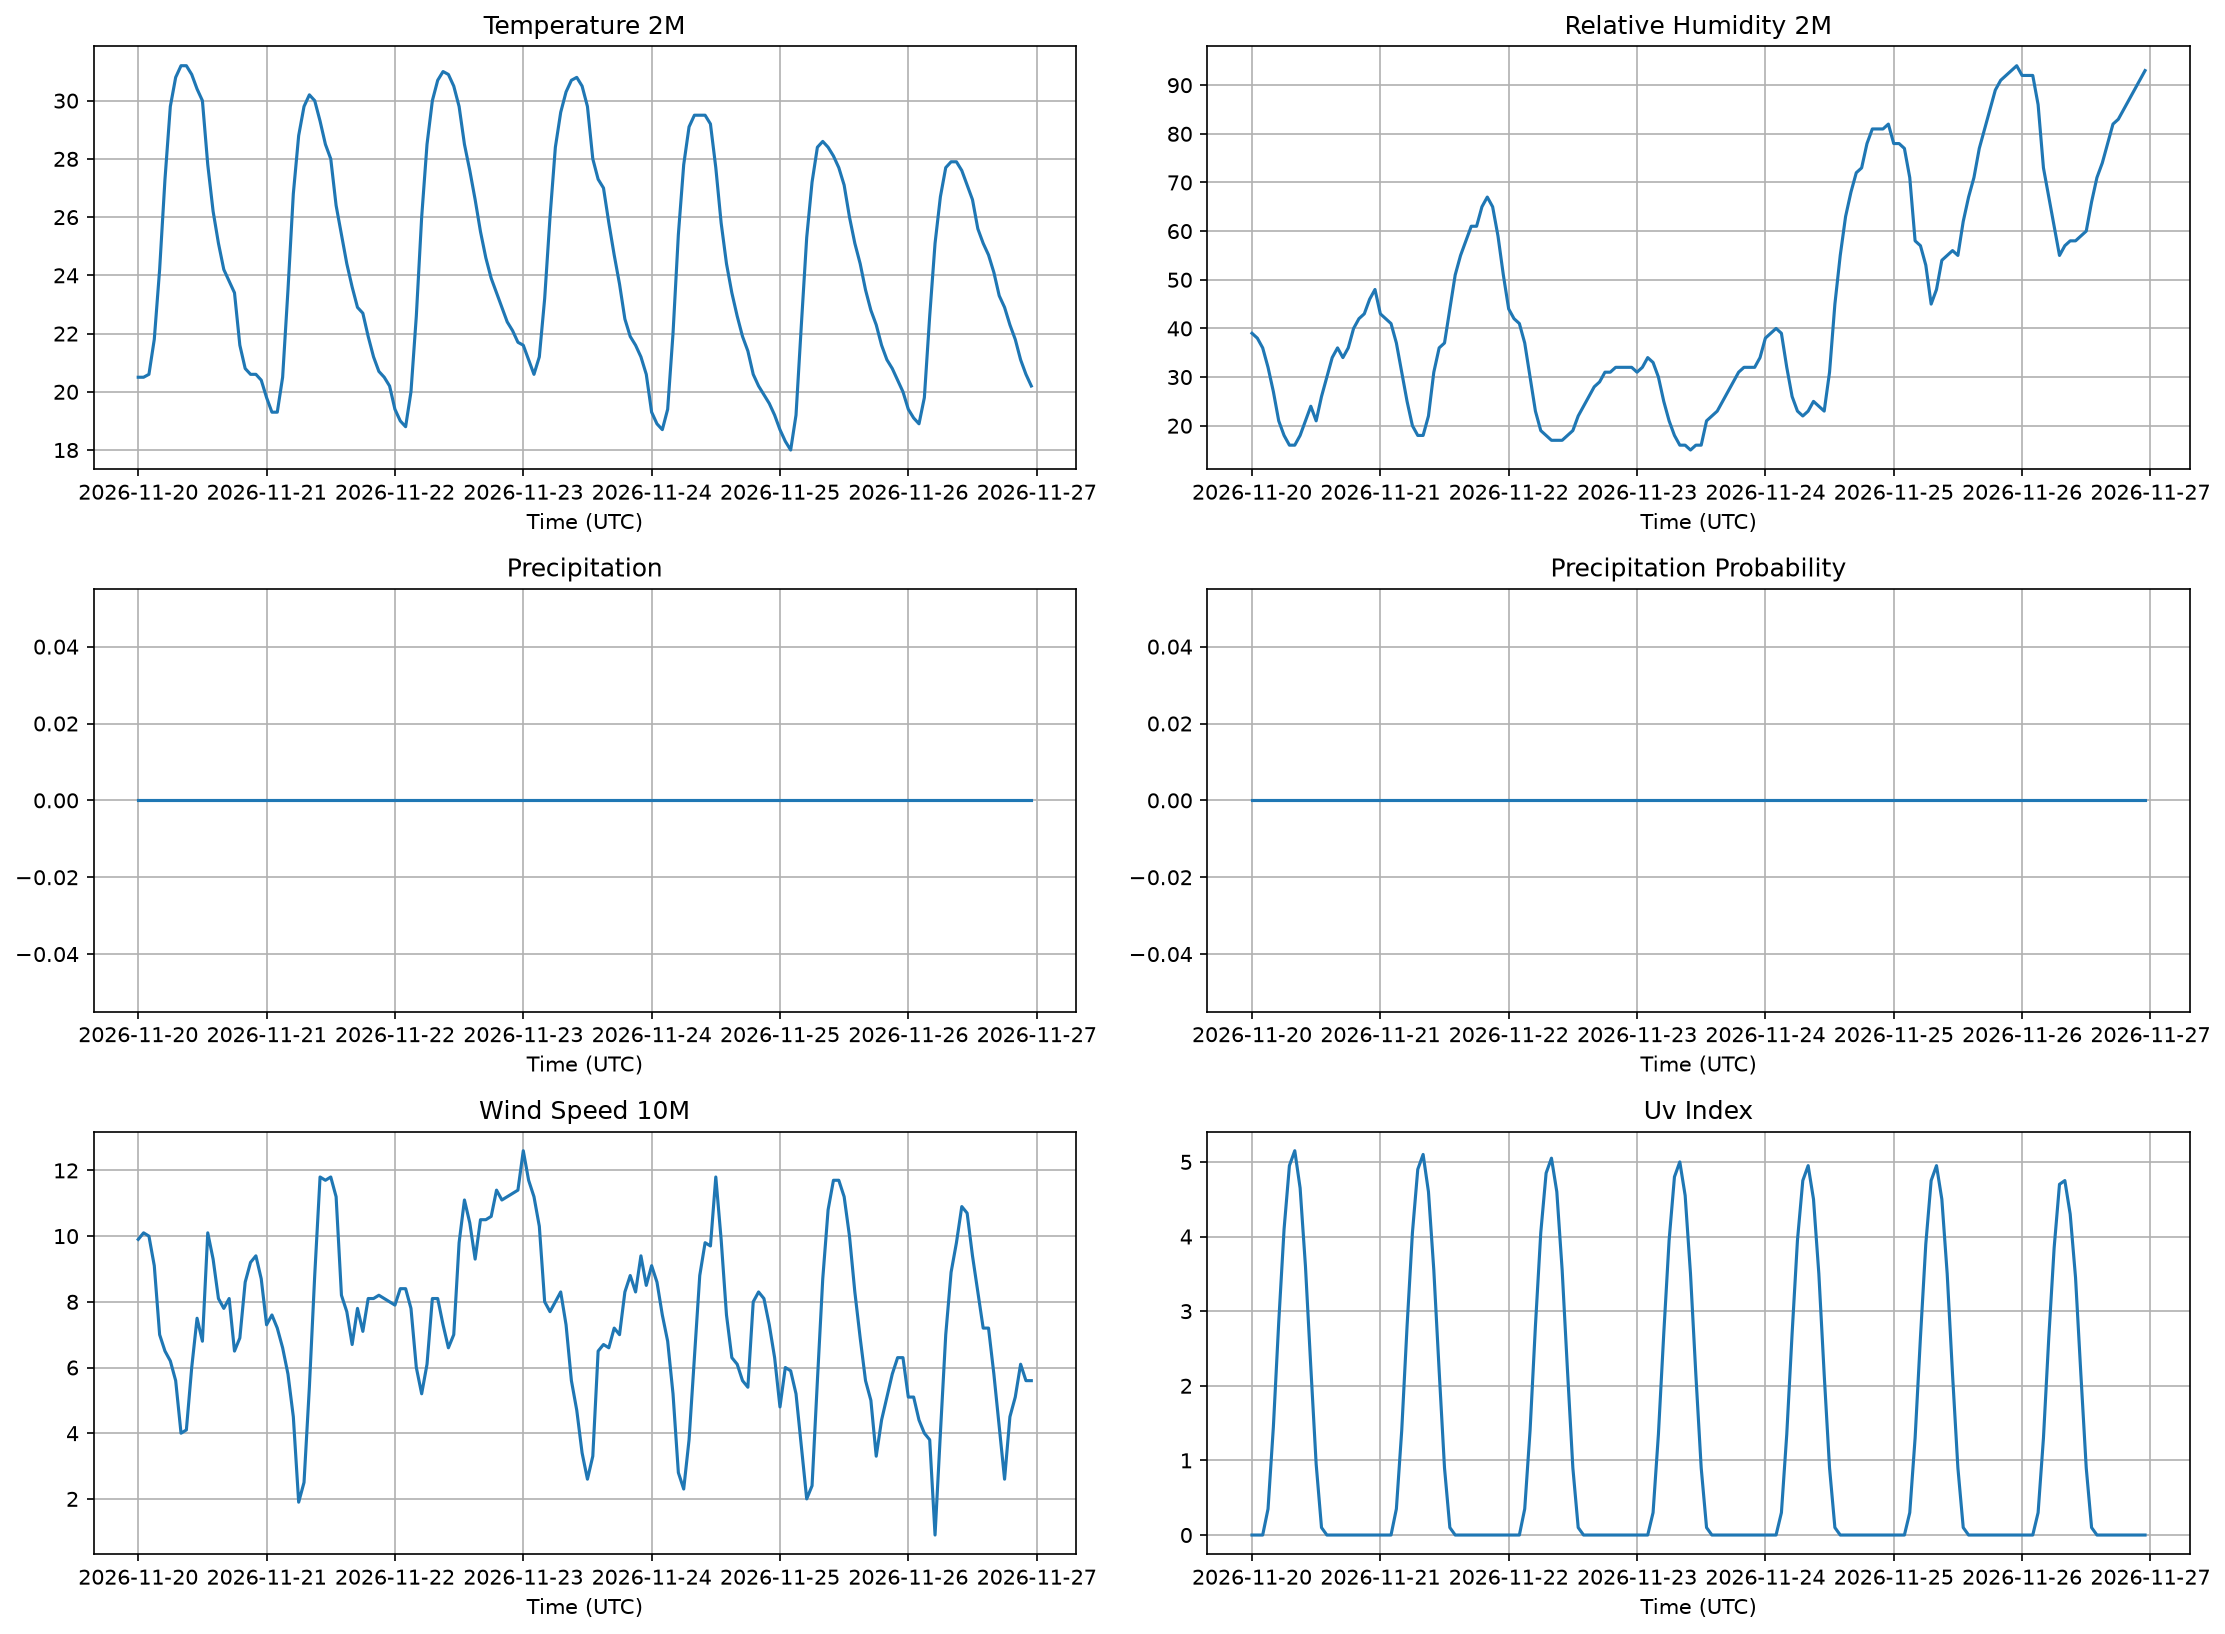 Temperature 2M
30
28
26
24
22
20
18
2026-11-20 2026-11-21 2026-11-22 2026-11-23 2026-11-24 2026-11-25 2026-11-26 2026-11-27
Time (UTC)
Relative Humidity 2M
90
80
70
60
50
40
30
20
2026-11-20 2026-11-21 2026-11-22 2026-11-23 2026-11-24 2026-11-25 2026-11-26 2026-11-27
Time (UTC)
Precipitation
0.04
0.02
0.00
−0.02
−0.04
2026-11-20 2026-11-21 2026-11-22 2026-11-23 2026-11-24 2026-11-25 2026-11-26 2026-11-27
Time (UTC)
Precipitation Probability
0.04
0.02
0.00
−0.02
−0.04
2026-11-20 2026-11-21 2026-11-22 2026-11-23 2026-11-24 2026-11-25 2026-11-26 2026-11-27
Time (UTC)
Wind Speed 10M
12
10
8
6
4
2
2026-11-20 2026-11-21 2026-11-22 2026-11-23 2026-11-24 2026-11-25 2026-11-26 2026-11-27
Time (UTC)
Uv Index
5
4
3
2
1
0
2026-11-20 2026-11-21 2026-11-22 2026-11-23 2026-11-24 2026-11-25 2026-11-26 2026-11-27
Time (UTC)